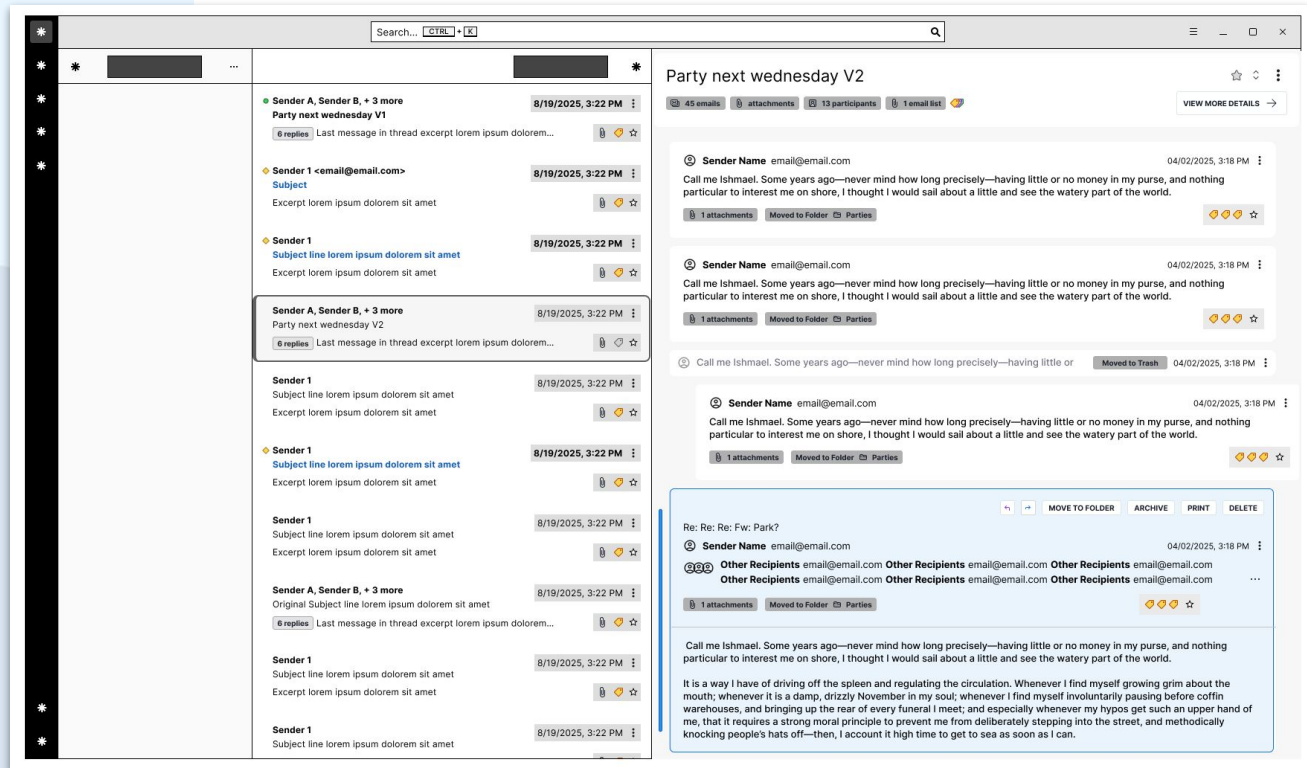 Search... CTRL + K
...
Sender A, Sender B, + 3 more
8/19/2025, 3:22 PM
Party next wednesday V1
6 replies Last message in thread excerpt lorem ipsum dolorem...
Sender 1 <email@email.com>
8/19/2025, 3:22 PM
Subject
Excerpt lorem ipsum dolorem sit amet
Sender 1
8/19/2025, 3:22 PM
Subject line lorem ipsum dolorem sit amet
Excerpt lorem ipsum dolorem sit amet
Sender A, Sender B, + 3 more
8/19/2025, 3:22 PM
Party next wednesday V2
6 replies Last message in thread excerpt lorem ipsum dolorem...
Sender 1
8/19/2025, 3:22 PM
Subject line lorem ipsum dolorem sit amet
Excerpt lorem ipsum dolorem sit amet
Sender 1
8/19/2025, 3:22 PM
Subject line lorem ipsum dolorem sit amet
Excerpt lorem ipsum dolorem sit amet
Sender 1
8/19/2025, 3:22 PM
Subject line lorem ipsum dolorem sit amet
Excerpt lorem ipsum dolorem sit amet
Sender A, Sender B, + 3 more
8/19/2025, 3:22 PM
Original Subject line lorem ipsum dolorem sit amet
6 replies Last message in thread excerpt lorem ipsum dolorem...
Sender 1
8/19/2025, 3:22 PM
Subject line lorem ipsum dolorem sit amet
Excerpt lorem ipsum dolorem sit amet
Sender 1
8/19/2025, 3:22 PM
Subject line lorem ipsum dolorem sit amet
Party next wednesday V2
45 emails attachments 13 participants 1 email list
VIEW MORE DETAILS →
Sender Name email@email.com
04/02/2025, 3:18 PM
Call me Ishmael. Some years ago—never mind how long precisely—having little or no money in my purse, and nothing
particular to interest me on shore, I thought I would sail about a little and see the watery part of the world.
1 attachments Moved to Folder Parties
Sender Name email@email.com
04/02/2025, 3:18 PM
Call me Ishmael. Some years ago—never mind how long precisely—having little or no money in my purse, and nothing
particular to interest me on shore, I thought I would sail about a little and see the watery part of the world.
1 attachments Moved to Folder Parties
Call me Ishmael. Some years ago—never mind how long precisely—having little or
Moved to Trash 04/02/2025, 3:18 PM
Sender Name email@email.com
04/02/2025, 3:18 PM
Call me Ishmael. Some years ago—never mind how long precisely—having little or no money in my purse, and nothing
particular to interest me on shore, I thought I would sail about a little and see the watery part of the world.
1 attachments Moved to Folder Parties
MOVE TO FOLDER ARCHIVE PRINT DELETE
Re: Re: Re: Fw: Park?
Sender Name email@email.com
04/02/2025, 3:18 PM
Other Recipients email@email.com Other Recipients email@email.com Other Recipients email@email.com
Other Recipients email@email.com Other Recipients email@email.com Other Recipients email@email.com ...
1 attachments Moved to Folder Parties
Call me Ishmael. Some years ago—never mind how long precisely—having little or no money in my purse, and nothing
particular to interest me on shore, I thought I would sail about a little and see the watery part of the world.
It is a way I have of driving off the spleen and regulating the circulation. Whenever I find myself growing grim about the
mouth; whenever it is a damp, drizzly November in my soul; whenever I find myself involuntarily pausing before coffin
warehouses, and bringing up the rear of every funeral I meet; and especially whenever my hypos get such an upper hand of
me, that it requires a strong moral principle to prevent me from deliberately stepping into the street, and methodically
knocking people's hats off—then, I account it high time to get to sea as soon as I can.